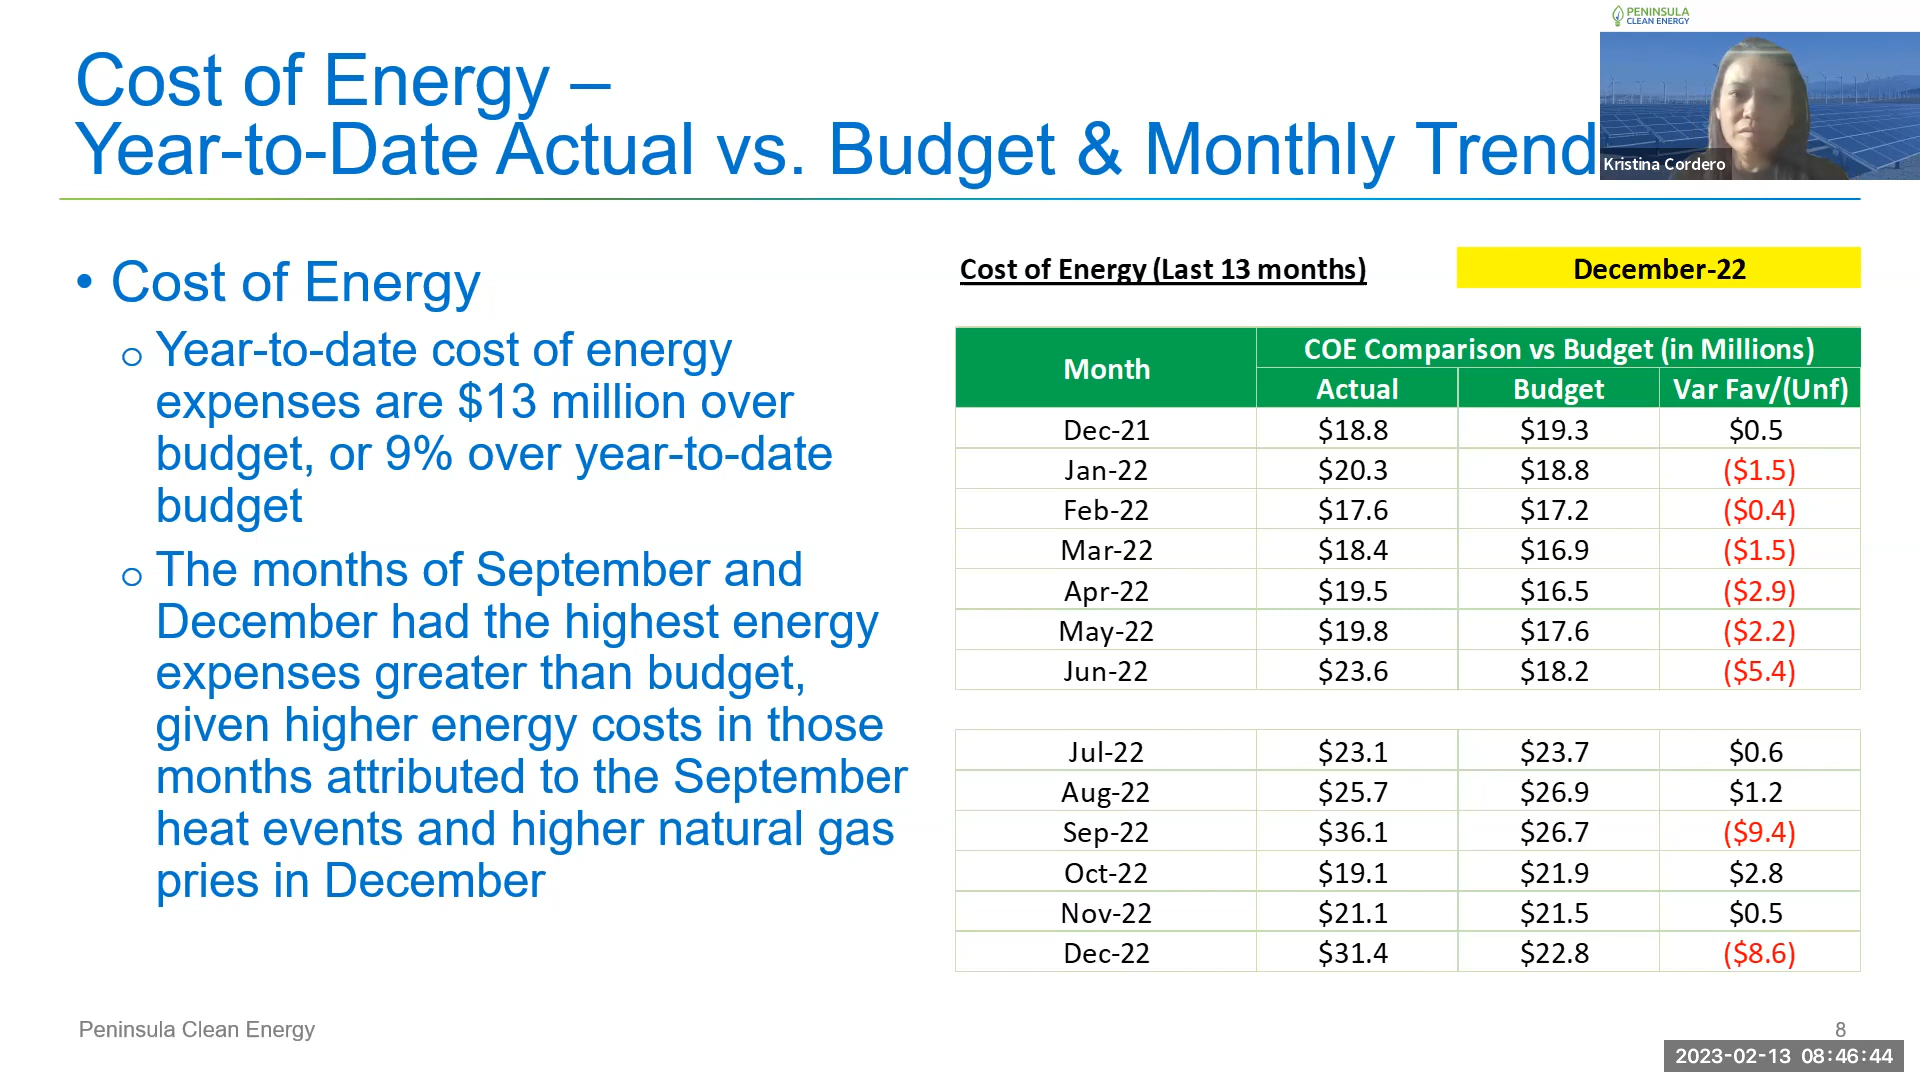 PENINSULA
CLEAN ENERGY
Cost of Energy –
Year-to-Date Actual vs. Budget & Monthly Trend
Kristina Cordero
• Cost of Energy
o Year-to-date cost of energy
expenses are $13 million over
budget, or 9% over year-to-date
budget
o The months of September and
December had the highest energy
expenses greater than budget,
given higher energy costs in those
months attributed to the September
heat events and higher natural gas
pries in December
Cost of Energy (Last 13 months) December-22
Month COE Comparison vs Budget (in Millions)
Actual Budget Var Fav/(Unf)
Dec-21 $18.8 $19.3 $0.5
Jan-22 $20.3 $18.8 ($1.5)
Feb-22 $17.6 $17.2 ($0.4)
Mar-22 $18.4 $16.9 ($1.5)
Apr-22 $19.5 $16.5 ($2.9)
May-22 $19.8 $17.6 ($2.2)
Jun-22 $23.6 $18.2 ($5.4)
Jul-22 $23.1 $23.7 $0.6
Aug-22 $25.7 $26.9 $1.2
Sep-22 $36.1 $26.7 ($9.4)
Oct-22 $19.1 $21.9 $2.8
Nov-22 $21.1 $21.5 $0.5
Dec-22 $31.4 $22.8 ($8.6)
Peninsula Clean Energy 8
2023-02-13 08:46:44